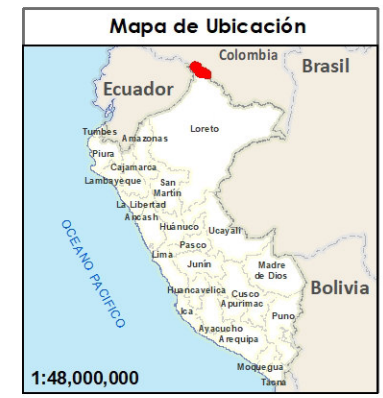 Mapa de Ubicación
Colombia
Brasil
Ecuador
Loreto
Tumbes
Amazonas
Piura
Cajamarca
Lambayeque
San
Martín
La Libertad
Ancash
Huánuco
Ucayali
Pasco
Lima
Junín
Madre
de Dios
OCEANO PACIFICO
Huancavelica
Cusco
Apurimac
Bolivia
Ica
Puno
Ayacucho
Arequipa
Moquegua
Tacna
1:48,000,000